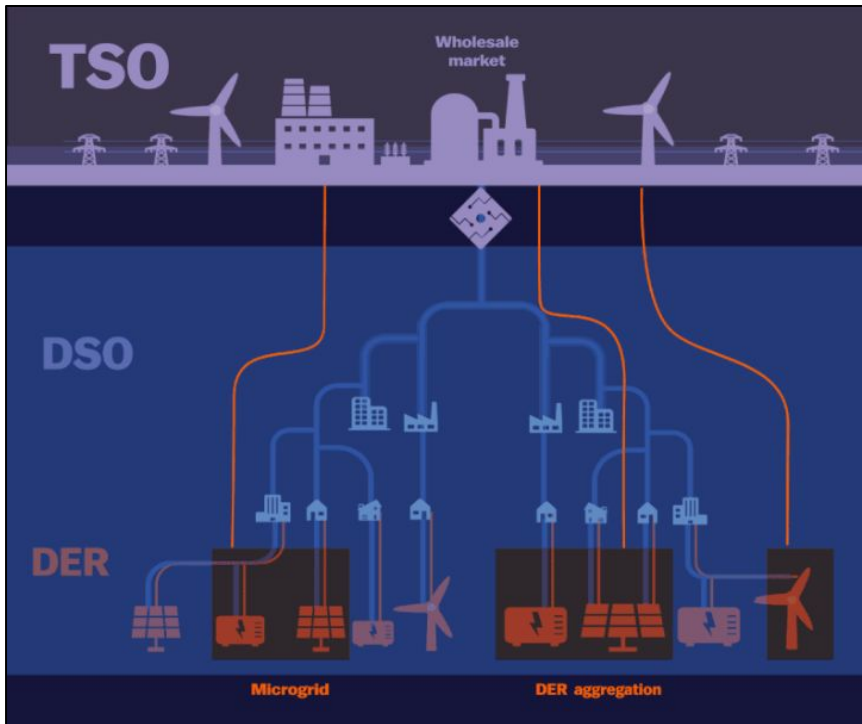 TSO
Wholesale
market
DSO
DER
Microgrid
DER aggregation